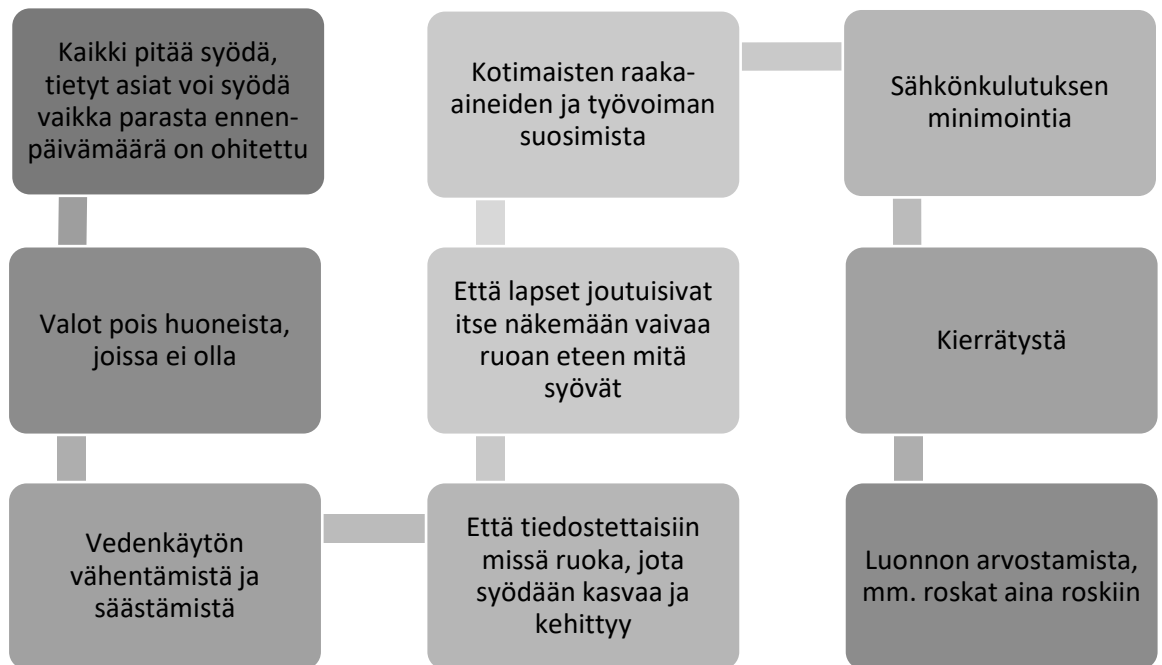 Kaikki pitää syödä,
tietyt asiat voi syödä
vaikka parasta ennen-
päivämäärä on ohitettu
Valot pois huoneista,
joissa ei olla
Vedenkäytön
vähentämistä ja
säästämistä
Että tiedostettaisiin
missä ruoka, jota
syödään kasvaa ja
kehittyy
Että lapset joutuisivat
itse näkemään vaivaa
ruoan eteen mitä
syövät
Kotimaisten raaka-
aineiden ja työvoiman
suosimista
Sähkönkulutuksen
minimointia
Kierrätystä
Luonnon arvostamista,
mm. roskat aina roskiin